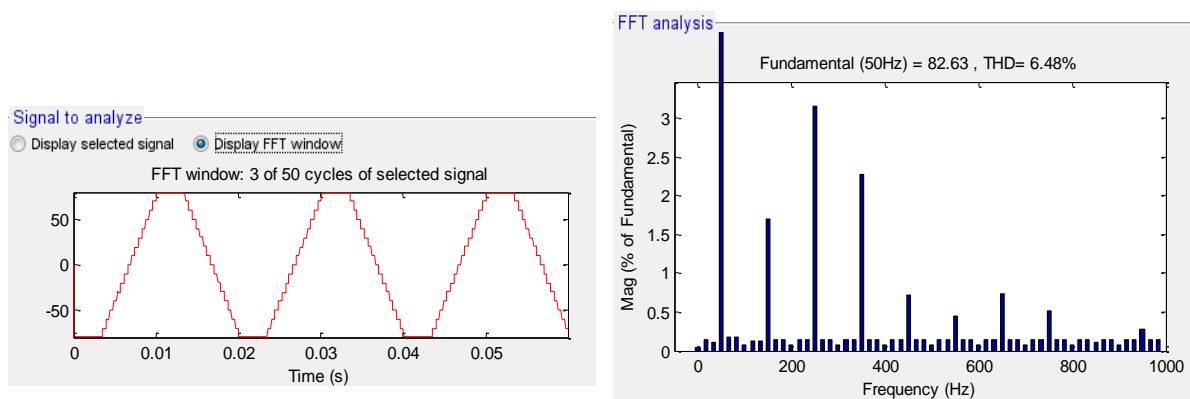 Signal to analyze
Display selected signal Display FFT window
FFT window: 3 of 50 cycles of selected signal
50
0
-50
0 0.01 0.02 0.03 0.04 0.05
Time (s)
FFT analysis
Fundamental (50Hz) = 82.63 , THD= 6.48%
3
2.5
2
1.5
1
0.5
0
Mag (% of Fundamental)
0 200 400 600 800 1000
Frequency (Hz)